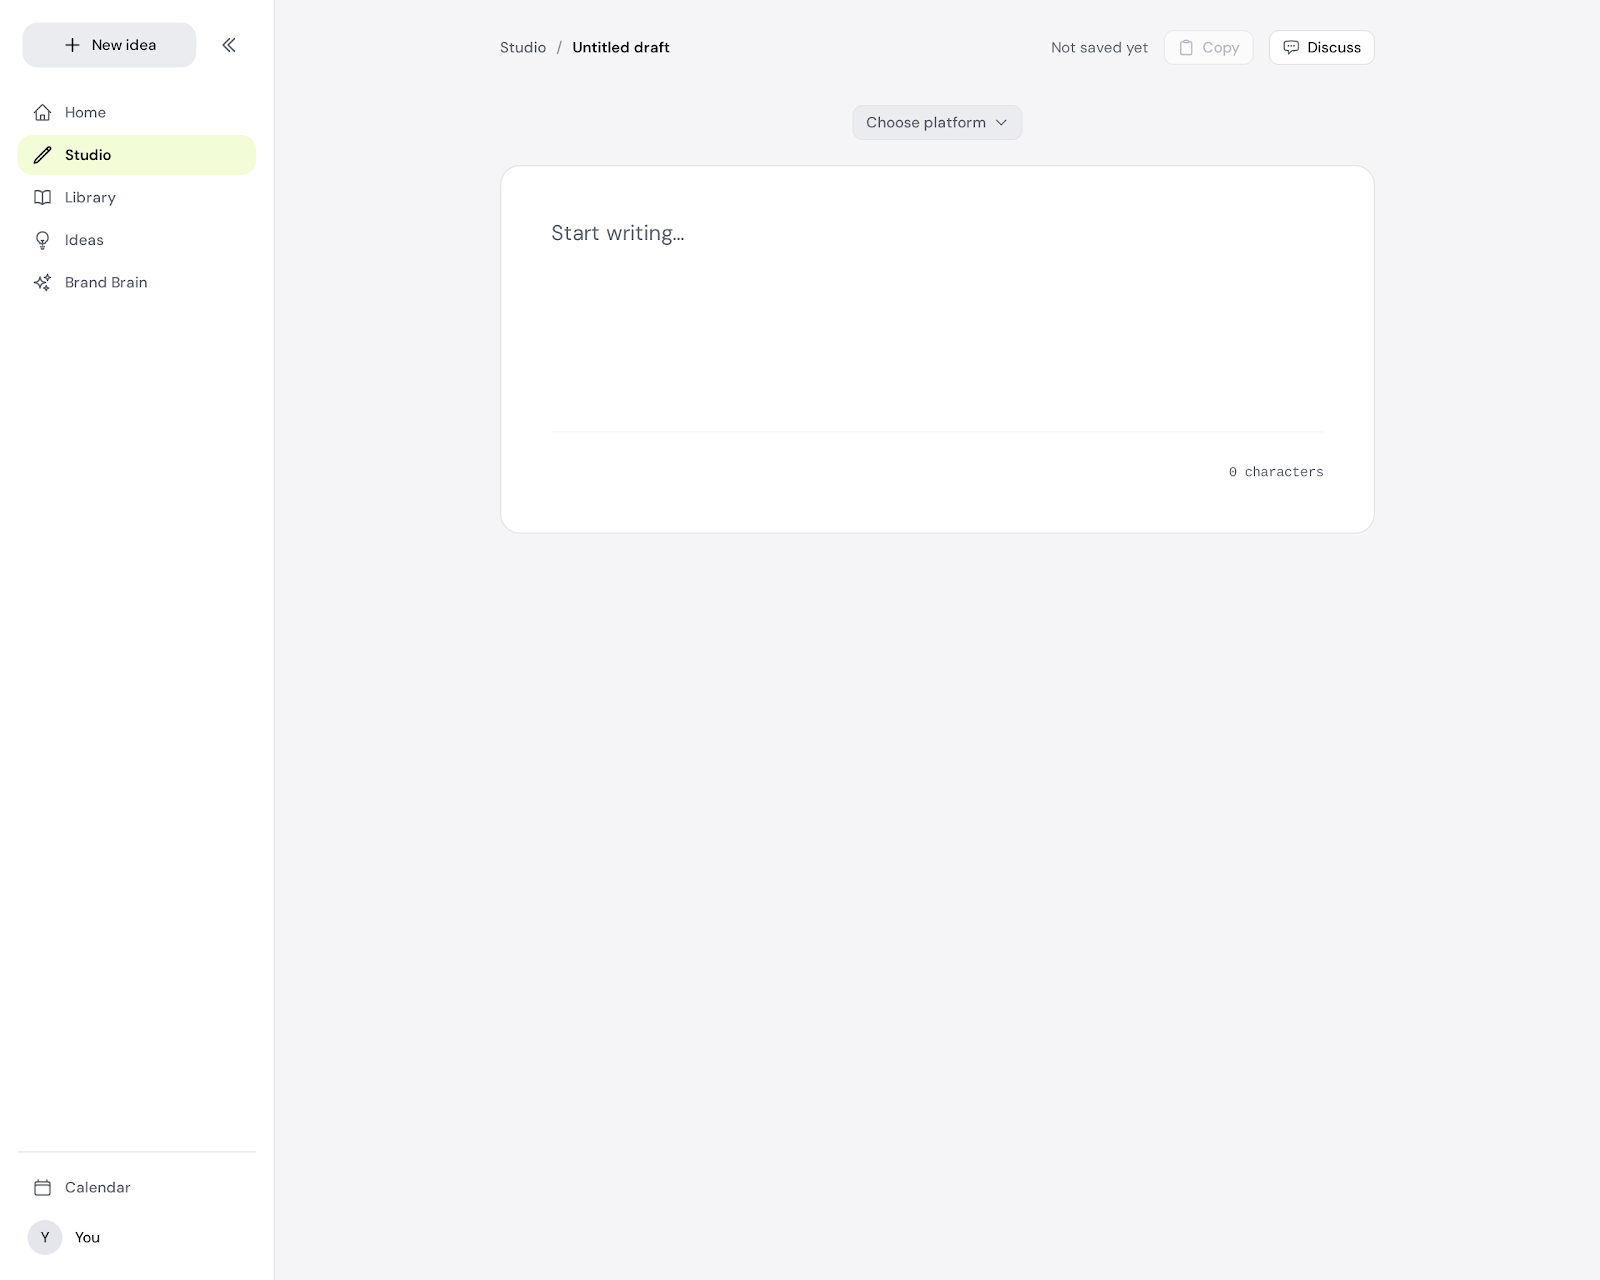 New idea
Home
Studio
Library
Ideas
Brand Brain
Calendar
Y
You
Studio / Untitled draft
Not saved yet
Copy
Discuss
Choose platform
Start writing...
0 characters